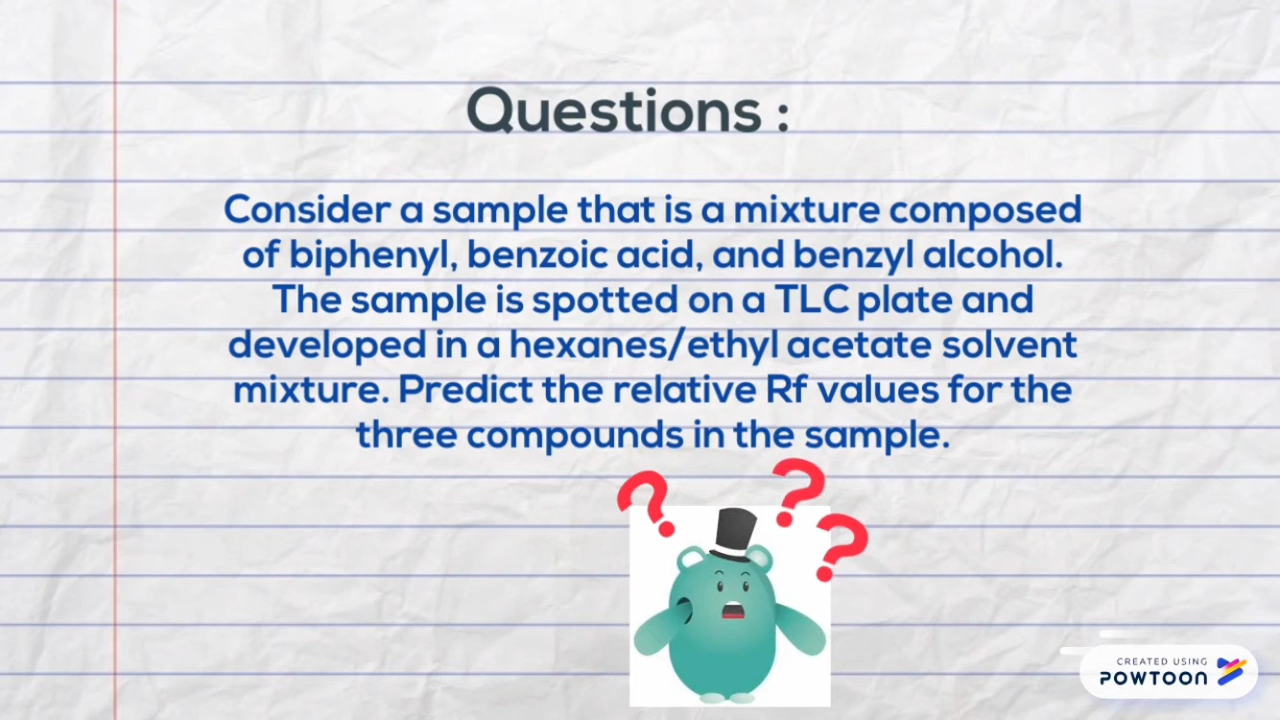 Questions :
Consider a sample that is a mixture composed
of biphenyl, benzoic acid, and benzyl alcohol.
The sample is spotted on a TLC plate and
developed in a hexanes/ethyl acetate solvent
mixture. Predict the relative Rf values for the
three compounds in the sample.
? ? ?
CREATED USING
POWTOON